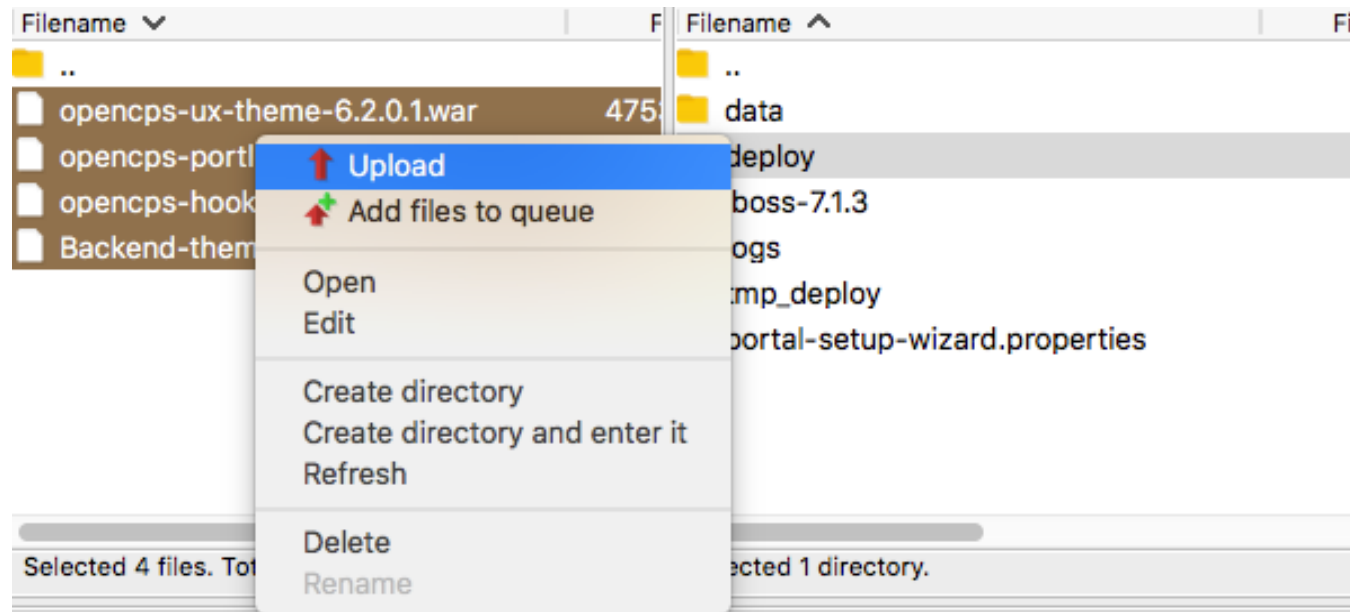 Filename
..
opencps-ux-theme-6.2.0.1.war 475
opencps-portl
opencps-hook
Backend-them
Selected 4 files. Tot
Upload
Add files to queue
Open
Edit
Create directory
Create directory and enter it
Refresh
Delete
Rename
Filename
..
data
deploy
boss-7.1.3
ogs
tmp_deploy
portal-setup-wizard.properties
ected 1 directory.